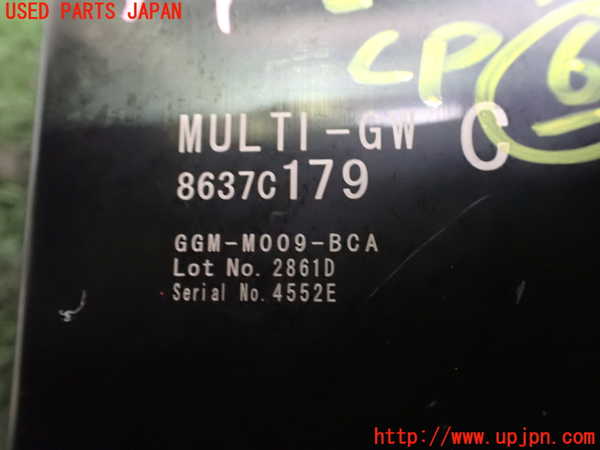 USED PARTS JAPAN
CP 6
MULTI-GW C
8637C179
GGM-M009-BCA
Lot No. 2861D
Serial No. 4552E
http://www.upjpn.com